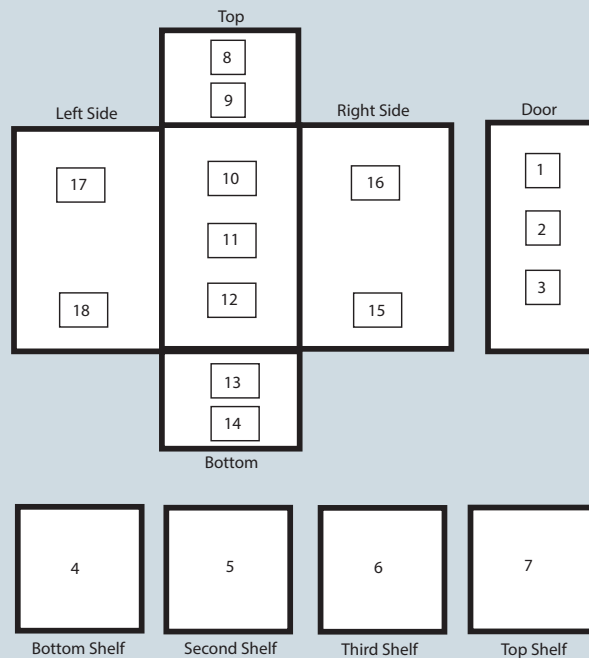 Top
8
9
Left Side
Right Side
Door
17
10
16
1
11
2
18
12
15
3
13
14
Bottom
4
5
6
7
Bottom Shelf
Second Shelf
Third Shelf
Top Shelf